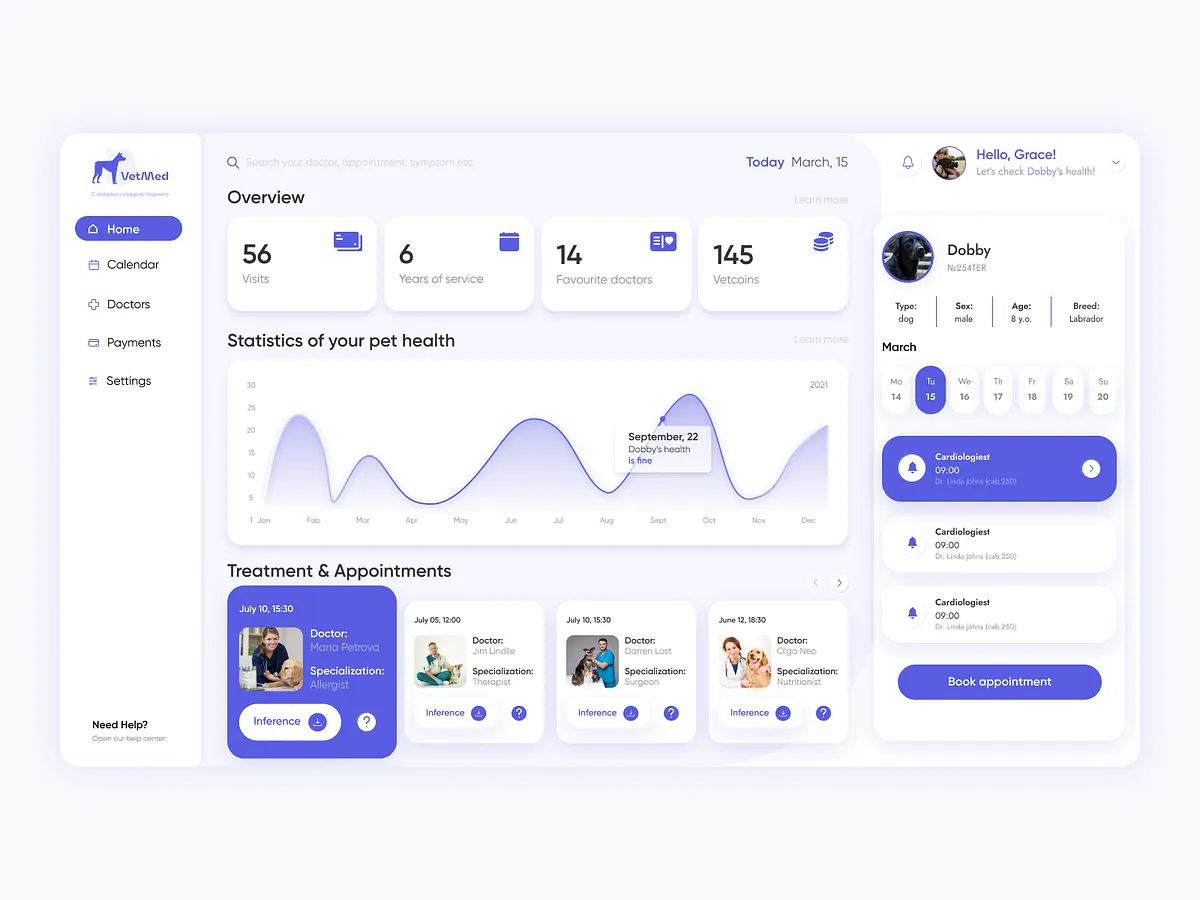 VetMed
С любовью к каждому пациенту
Home
Calendar
Doctors
Payments
Settings
Need Help?
Open our help center
Search your doctor, appointment, symptom etc.
Today March, 15
Overview
Learn more
56
Visits
6
Years of service
14
Favourite doctors
145
Vetcoins
Statistics of your pet health
Learn more
2021
30
25
20
15
10
5
1
Jan Feb Mar Apr May Jun Jul Aug Sept Oct Nov Dec
September, 22
Dobby's health
is fine
Treatment & Appointments
July 10, 15:30
Doctor:
Maria Petrova
Specialization:
Allergist
Inference
?
July 05, 12:00
Doctor:
Jim Lindlle
Specialization:
Therapist
Inference
?
July 10, 15:30
Doctor:
Darren Lost
Specialization:
Surgeon
Inference
?
June 12, 18:30
Doctor:
Olga Neo
Specialization:
Nutritionist
Inference
?
Hello, Grace!
Let's check Dobby's health!
Dobby
№254TER
Type:
dog
Sex:
male
Age:
8 y.o.
Breed:
Labrador
March
Mo Tu We Th Fr Sa Su
14 15 16 17 18 19 20
Cardiologiest
09:00
Dr. Linda Johns (cab.250)
Cardiologiest
09:00
Dr. Linda Johns (cab.250)
Cardiologiest
09:00
Dr. Linda Johns (cab.250)
Book appointment